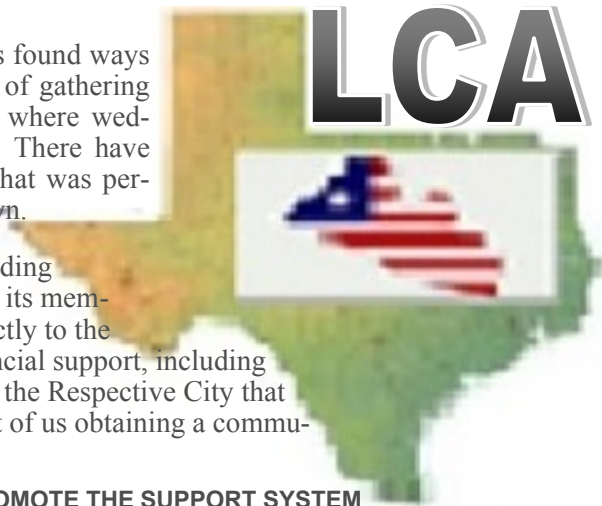 LCA
s found ways
of gathering
where wed-
There have
hat was per-
vn.
ding
its mem-
ctly to the
ncial support, including
the Respective City that
t of us obtaining a commu-
OMOTE THE SUPPORT SYSTEM